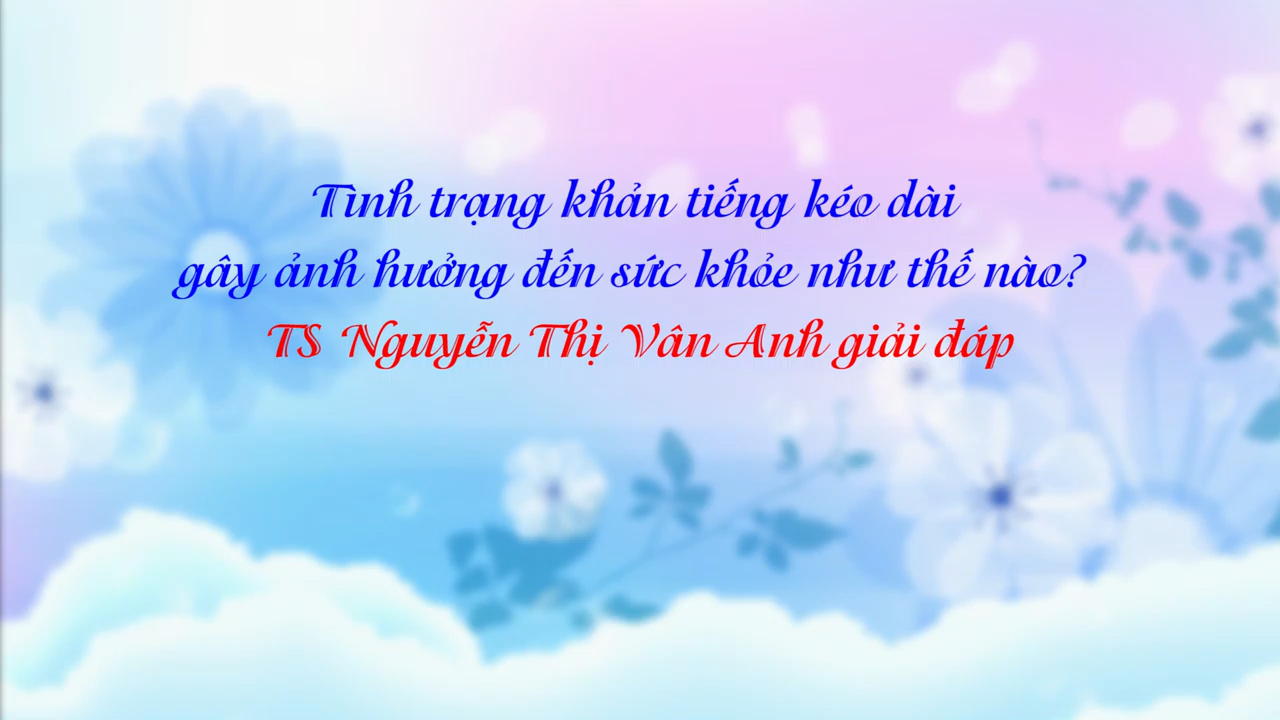 Tình trạng khản tiếng kéo dài
gây ảnh hưởng đến sức khỏe như thế nào?
TS Nguyễn Thị Vân Anh giải đáp